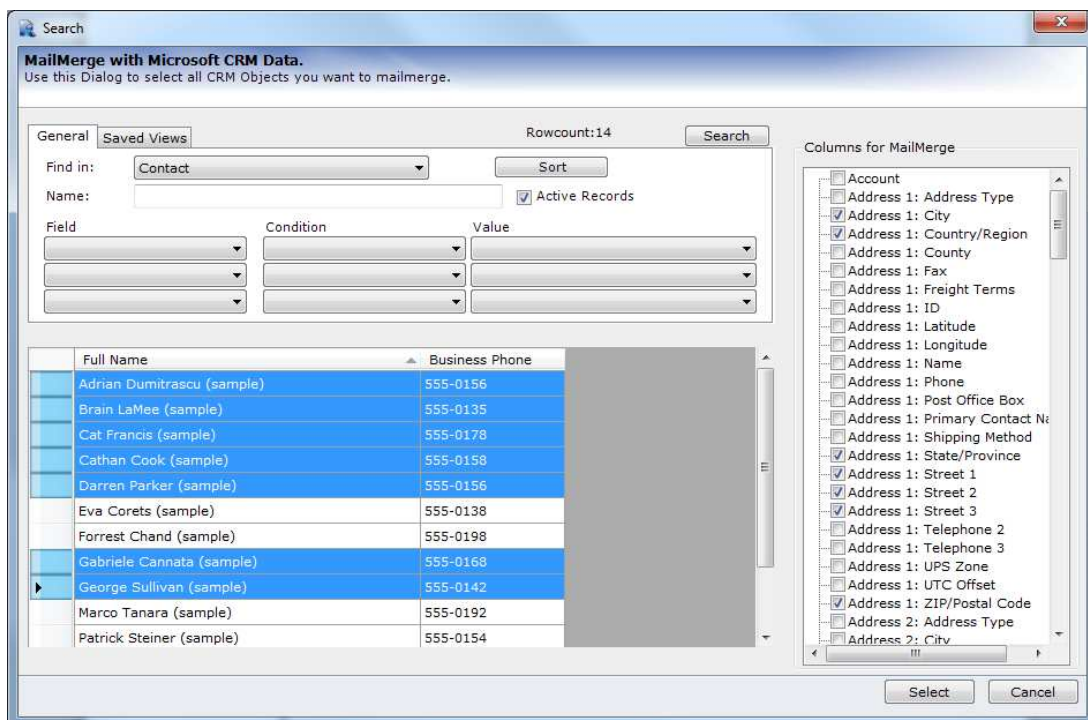 Search
MailMerge with Microsoft CRM Data.
Use this Dialog to select all CRM Objects you want to mailmerge.
General Saved Views Rowcount:14 Search
Find in: Contact Sort
Name: Active Records
Field Condition Value
Full Name Business Phone
Adrian Dumitrascu (sample) 555-0156
Brain LaMee (sample) 555-0135
Cat Francis (sample) 555-0178
Cathan Cook (sample) 555-0158
Darren Parker (sample) 555-0156
Eva Corets (sample) 555-0138
Forrest Chand (sample) 555-0198
Gabriele Cannata (sample) 555-0168
George Sullivan (sample) 555-0142
Marco Tanara (sample) 555-0192
Patrick Steiner (sample) 555-0154
Columns for MailMerge
Account
Address 1: Address Type
Address 1: City
Address 1: Country/Region
Address 1: County
Address 1: Fax
Address 1: Freight Terms
Address 1: ID
Address 1: Latitude
Address 1: Longitude
Address 1: Name
Address 1: Phone
Address 1: Post Office Box
Address 1: Primary Contact Na
Address 1: Shipping Method
Address 1: State/Province
Address 1: Street 1
Address 1: Street 2
Address 1: Street 3
Address 1: Telephone 2
Address 1: Telephone 3
Address 1: UPS Zone
Address 1: UTC Offset
Address 1: ZIP/Postal Code
Address 2: Address Type
Address 2: City
Select Cancel